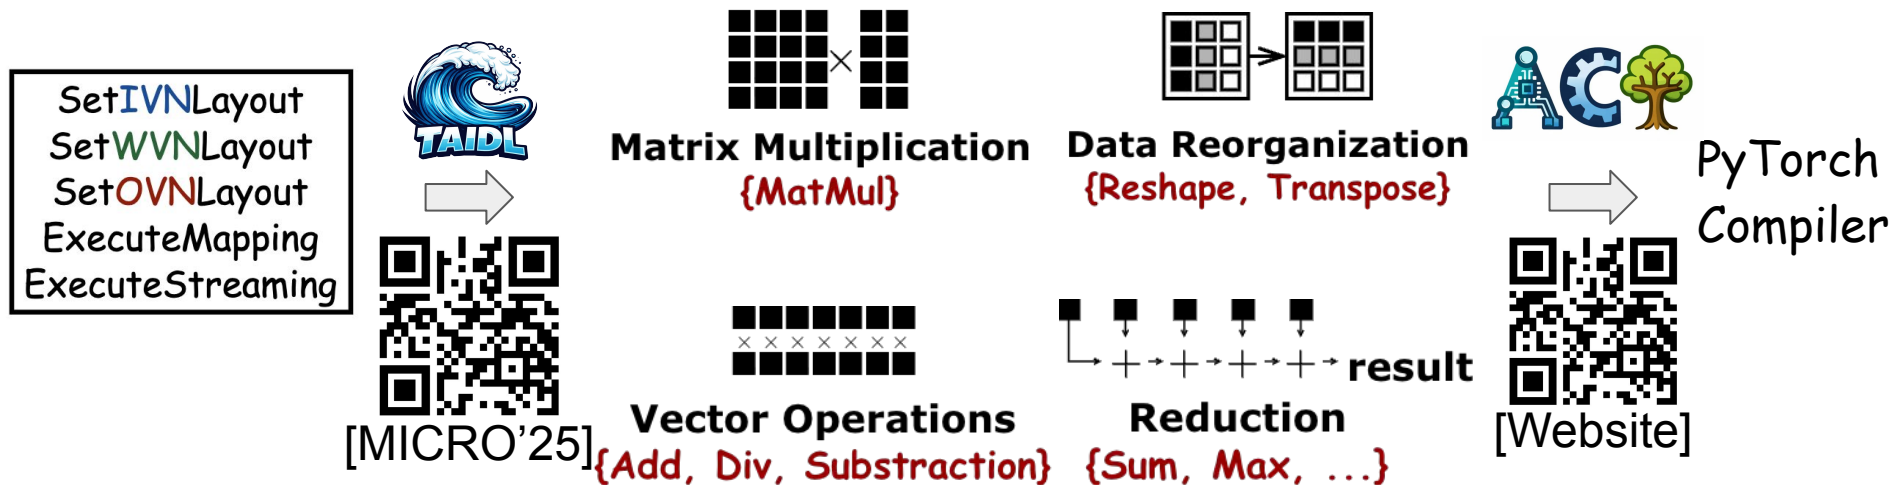 SetIVNLayout
SetWVNLayout
SetOVNLayout
ExecuteMapping
ExecuteStreaming
TAIDL
[MICRO'25]
Matrix Multiplication
{MatMul}
Data Reorganization
{Reshape, Transpose}
Vector Operations
{Add, Div, Substraction}
result
Reduction
{Sum, Max, ...}
ACT
PyTorch
Compiler
[Website]